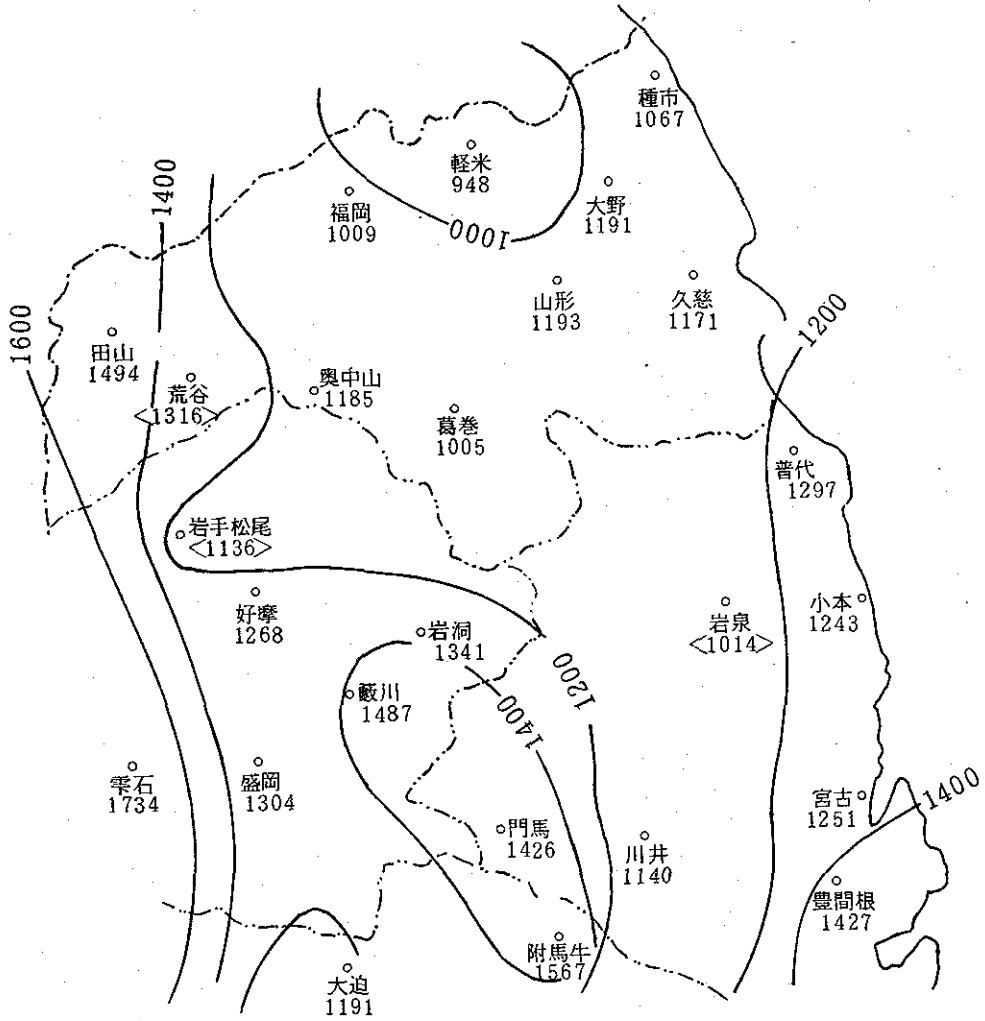 種市
1067
軽米
948
福岡
1009
大野
1191
1000
1400
山形
1193
久慈
1171
1200
1600
田山
1494
荒谷
<1316>
奥中山
1185
葛巻
1005
普代
1297
岩手松尾
<1136>
好摩
1268
岩洞
1341
岩泉
<1014>
小本
1243
藪川
1487
1200
1400
雫石
1734
盛岡
1304
門馬
1426
川井
1140
宮古
1251
1400
豊間根
1427
附馬牛
1567
大迫
1191